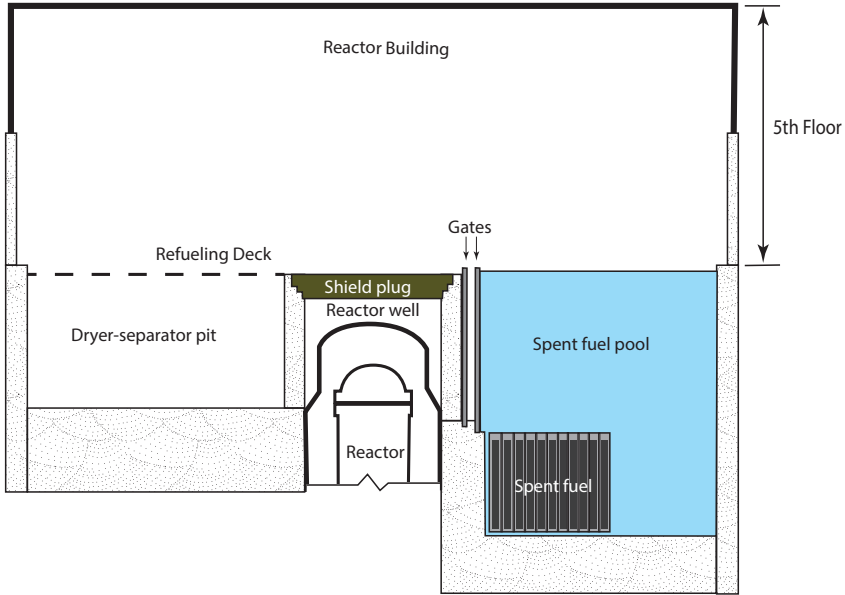 Reactor Building
5th Floor
Gates
Refueling Deck
Shield plug
Reactor well
Dryer-separator pit
Spent fuel pool
Reactor
Spent fuel